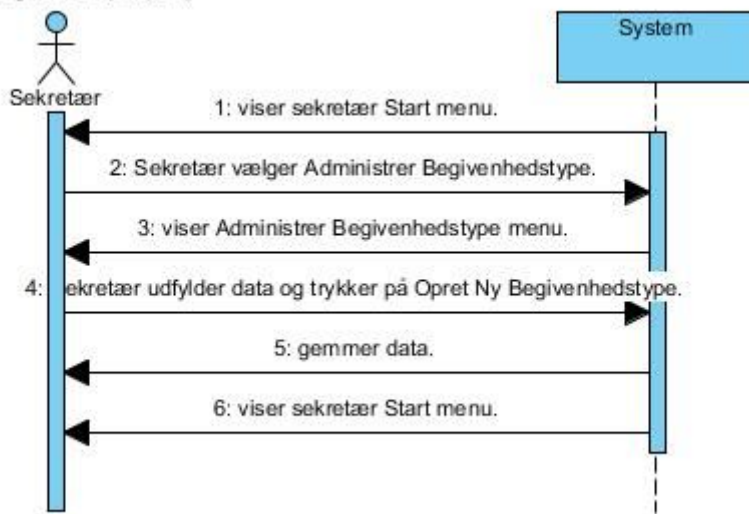 System
Sekretær
1: viser sekretær Start menu.
2: Sekretær vælger Administrer Begivenhedstype.
3: viser Administrer Begivenhedstype menu.
4: ekretær udfylder data og trykker på Opret Ny Begivenhedstype.
5: gemmer data.
6: viser sekretær Start menu.